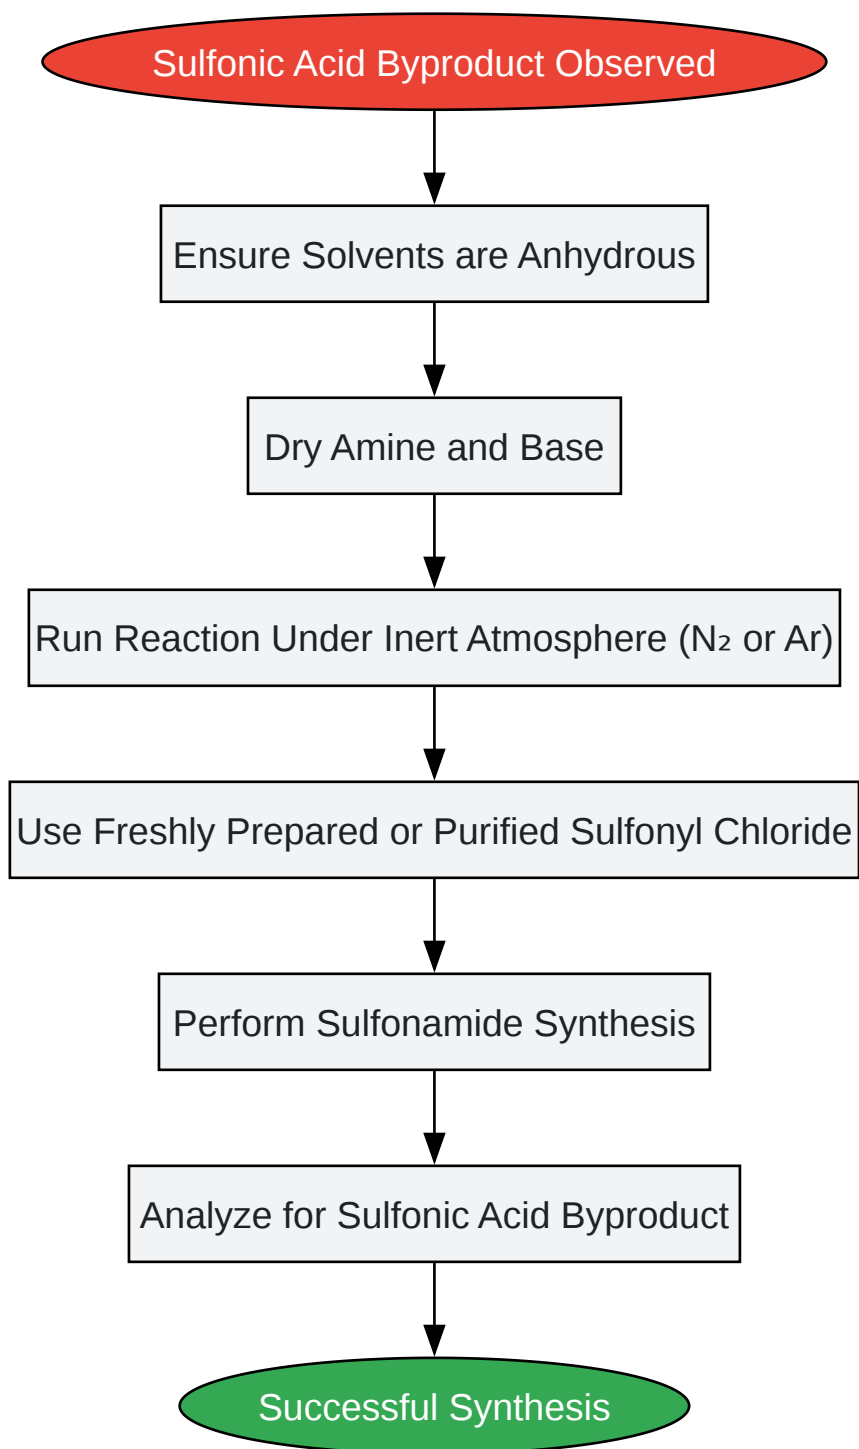 Sulfonic Acid Byproduct Observed
Ensure Solvents are Anhydrous
Dry Amine and Base
Run Reaction Under Inert Atmosphere (N₂ or Ar)
Use Freshly Prepared or Purified Sulfonyl Chloride
Perform Sulfonamide Synthesis
Analyze for Sulfonic Acid Byproduct
Successful Synthesis